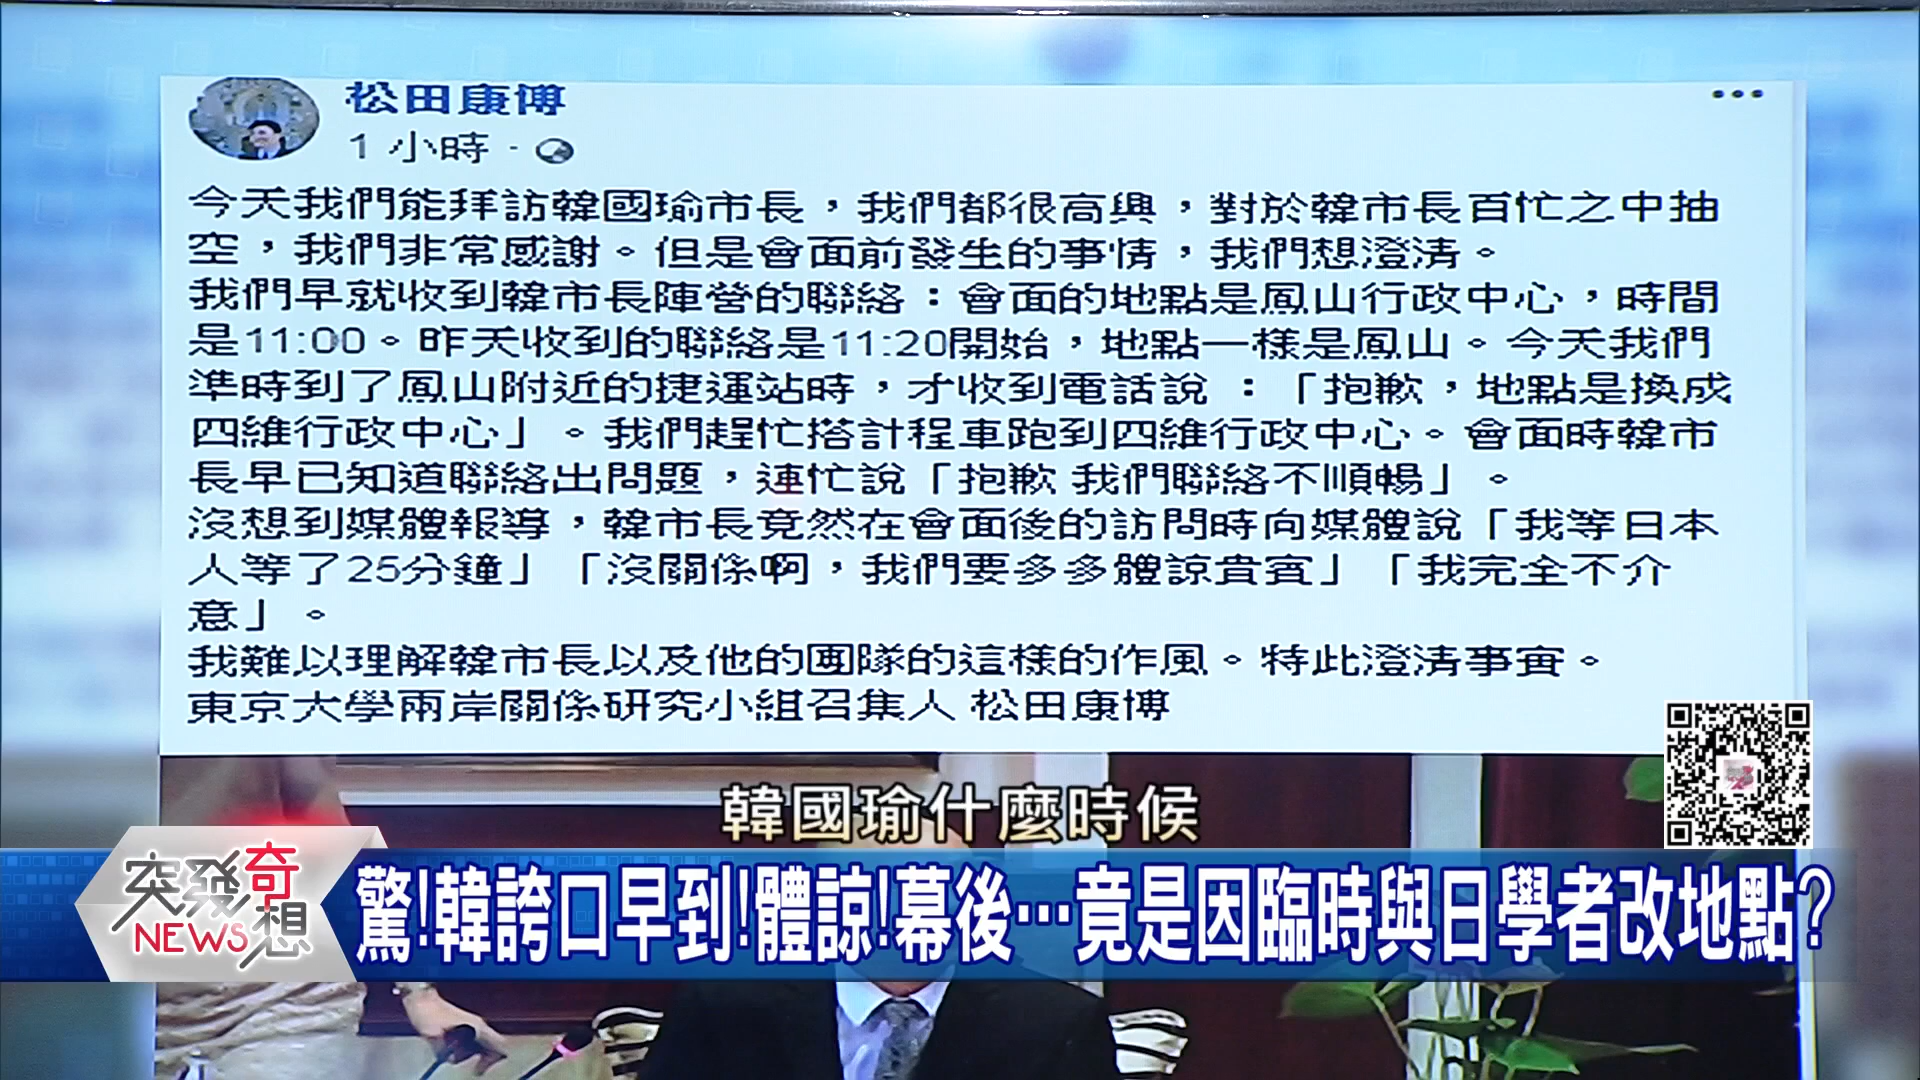 松田康博
1 小時 ·
今天我們能拜訪韓國瑜市長，我們都很高興，對於韓市長百忙之中抽
空，我們非常感謝。但是會面前發生的事情，我們想澄清。
我們早就收到韓市長陣營的聯絡：會面的地點是鳳山行政中心，時間
是11:00。昨天收到的聯絡是11:20開始，地點一樣是鳳山。今天我們
準時到了鳳山附近的捷運站時，才收到電話說 ：「抱歉，地點是換成
四維行政中心」。我們趕忙搭計程車跑到四維行政中心。會面時韓市
長早已知道聯絡出問題，連忙說「抱歉 我們聯絡不順暢」。
沒想到媒體報導，韓市長竟然在會面後的訪問時向媒體說「我等日本
人等了25分鐘」「沒關係啊，我們要多多體諒貴賓」「我完全不介
意」。
我難以理解韓市長以及他的團隊的這樣的作風。特此澄清事實。
東京大學兩岸關係研究小組召集人 松田康博
韓國瑜什麼時候
突發奇想
NEWS
驚!韓誇口早到!體諒!幕後…竟是因臨時與日學者改地點?